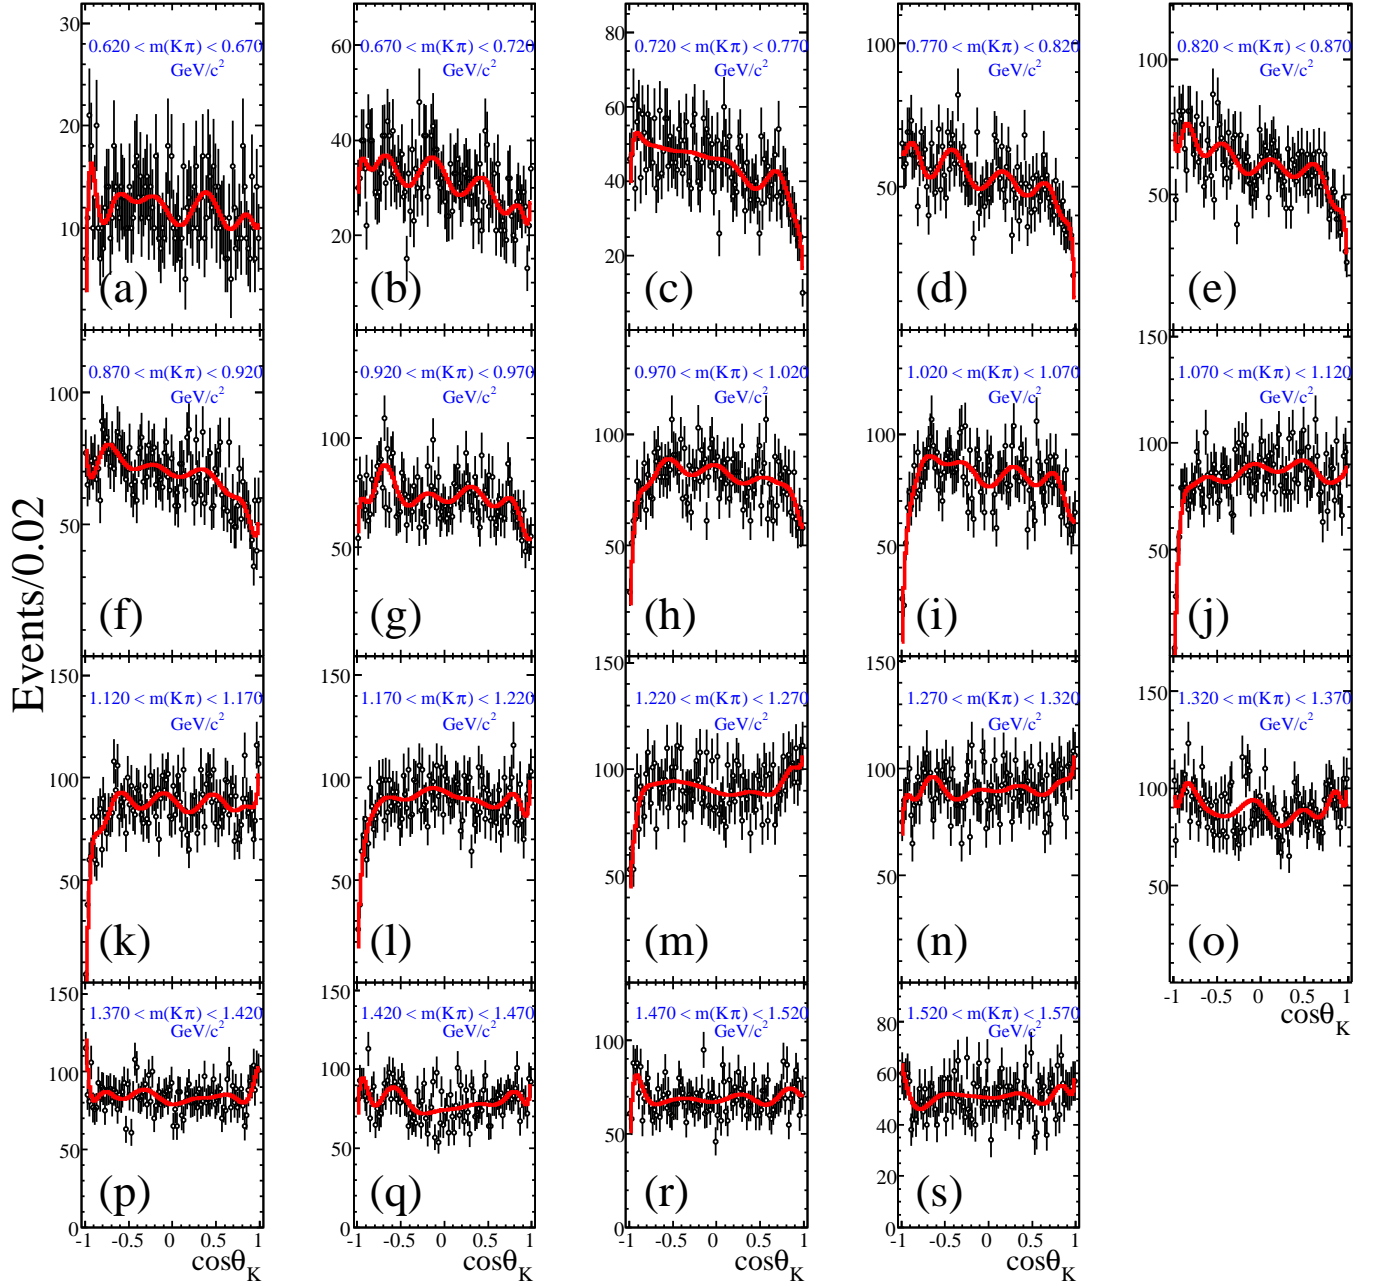 30
20
10
0.620 < m(Kπ) < 0.670
GeV/c²
(a)
60
40
20
0.670 < m(Kπ) < 0.720
GeV/c²
(b)
80
60
40
20
0.720 < m(Kπ) < 0.770
GeV/c²
(c)
100
50
0.770 < m(Kπ) < 0.820
GeV/c²
(d)
100
50
0.820 < m(Kπ) < 0.870
GeV/c²
(e)
Events/0.02
100
50
0.870 < m(Kπ) < 0.920
GeV/c²
(f)
100
50
0.920 < m(Kπ) < 0.970
GeV/c²
(g)
100
50
0.970 < m(Kπ) < 1.020
GeV/c²
(h)
100
50
1.020 < m(Kπ) < 1.070
GeV/c²
(i)
150
100
50
1.070 < m(Kπ) < 1.120
GeV/c²
(j)
150
100
50
1.120 < m(Kπ) < 1.170
GeV/c²
(k)
150
100
50
1.170 < m(Kπ) < 1.220
GeV/c²
(l)
150
100
50
1.220 < m(Kπ) < 1.270
GeV/c²
(m)
150
100
50
1.270 < m(Kπ) < 1.320
GeV/c²
(n)
150
100
50
1.320 < m(Kπ) < 1.370
GeV/c²
(o)
-1 -0.5 0 0.5 1
cosθ_K
150
100
50
0
1.370 < m(Kπ) < 1.420
GeV/c²
(p)
-1 -0.5 0 0.5 1
cosθ_K
150
100
50
0
1.420 < m(Kπ) < 1.470
GeV/c²
(q)
-1 -0.5 0 0.5 1
cosθ_K
100
50
0
1.470 < m(Kπ) < 1.520
GeV/c²
(r)
-1 -0.5 0 0.5 1
cosθ_K
80
60
40
20
0
1.520 < m(Kπ) < 1.570
GeV/c²
(s)
-1 -0.5 0 0.5 1
cosθ_K